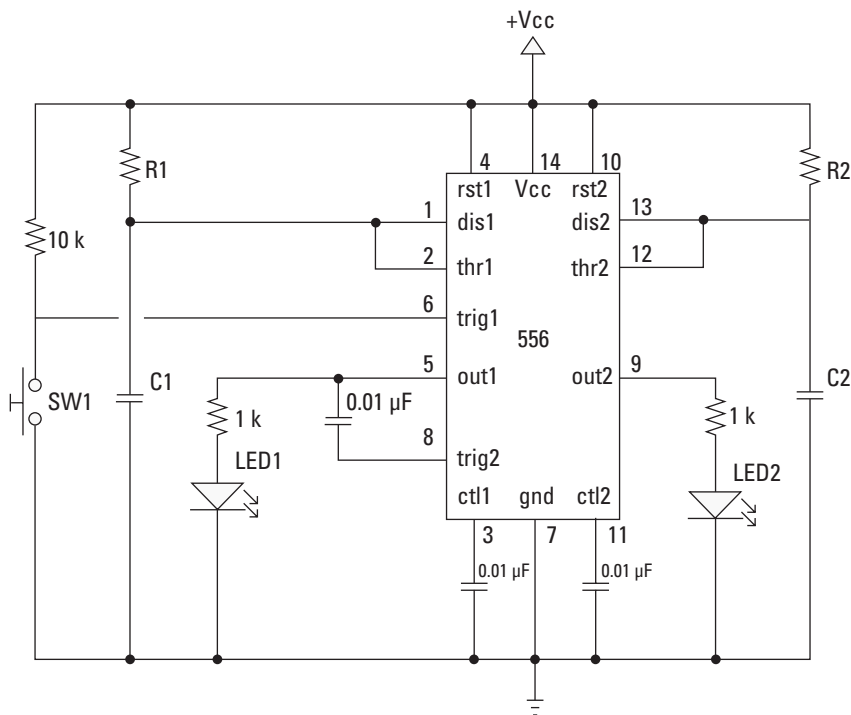 +Vcc
4 14 10
R1 R2
rst1 Vcc rst2
1 13
dis1 dis2
10 k
2 12
thr1 thr2
6
trig1
556
5 9
out1 out2
C1 C2
SW1
0.01 µF
1 k 1 k
8
LED1 trig2 LED2
ctl1 gnd ctl2
3 7 11
0.01 µF 0.01 µF